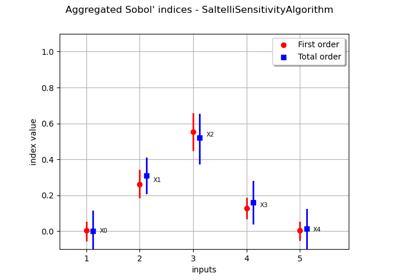 Aggregated Sobol' indices - SaltelliSensitivityAlgorithm
First order
Total order
1.0
0.8
0.6
0.4
0.2
0.0
index value
X0
X1
X2
X3
X4
1 2 3 4 5
inputs